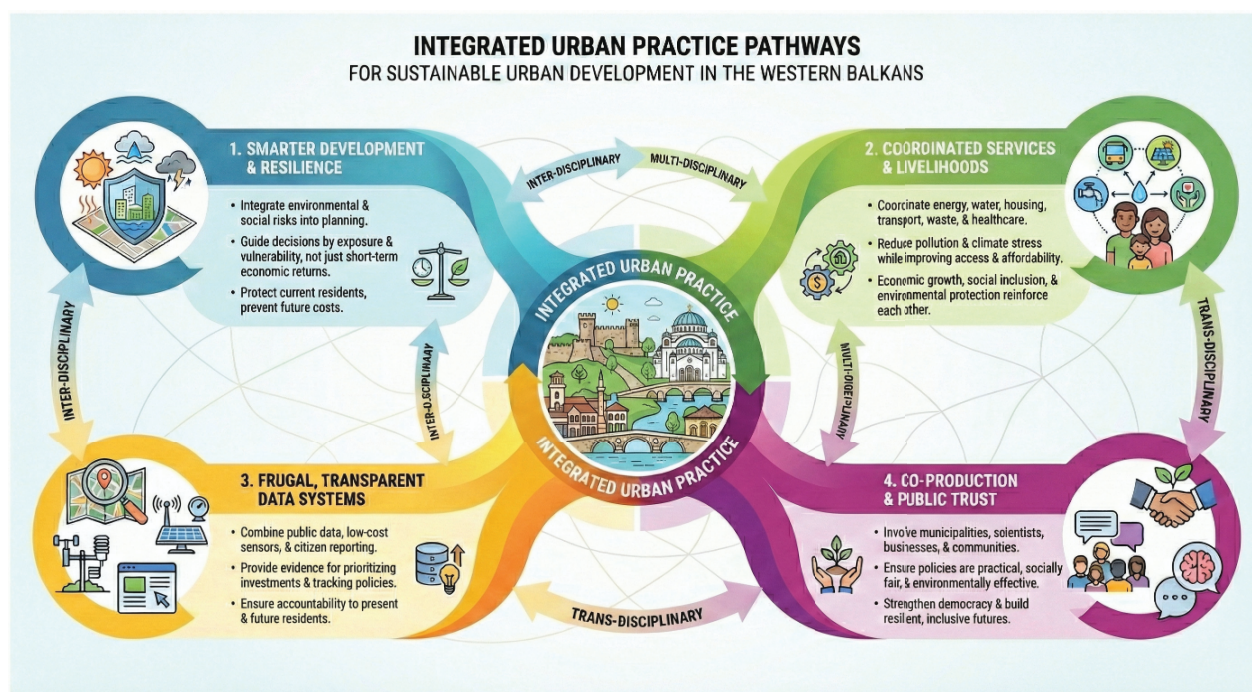 INTEGRATED URBAN PRACTICE PATHWAYS
FOR SUSTAINABLE URBAN DEVELOPMENT IN THE WESTERN BALKANS
1. SMARTER DEVELOPMENT
& RESILIENCE
• Integrate environmental &
social risks into planning.
• Guide decisions by exposure &
vulnerability, not just short-term
economic returns.
• Protect current residents,
prevent future costs.
INTER-DISCIPLINARY
MULTI-DISCIPLINARY
2. COORDINATED SERVICES
& LIVELIHOODS
• Coordinate energy, water, housing,
transport, waste, & healthcare.
• Reduce pollution & climate stress
while improving access & affordability.
• Economic growth, social inclusion, &
environmental protection reinforce
each other.
$
INTEGRATED URBAN PRACTICE
INTEGRATED URBAN PRACTICE
INTER-DISCIPLINARY
TRANS-DISCIPLINARY
3. FRUGAL, TRANSPARENT
DATA SYSTEMS
• Combine public data, low-cost
sensors, & citizen reporting.
• Provide evidence for prioritizing
investments & tracking policies.
• Ensure accountability to present
& future residents.
TRANS-DISCIPLINARY
4. CO-PRODUCTION
& PUBLIC TRUST
• Involve municipalities, scientists,
businesses, & communities.
• Ensure policies are practical, socially
fair, & environmentally effective.
• Strengthen democracy & build
resilient, inclusive futures.